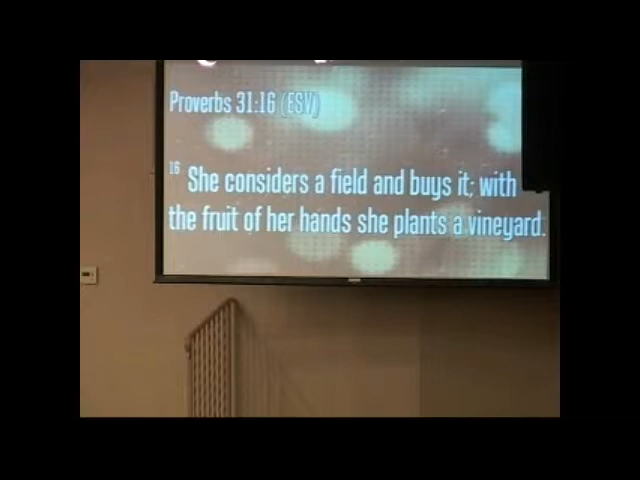 Proverbs 31:16 (ESV)
16 She considers a field and buys it; with
the fruit of her hands she plants a vineyard.